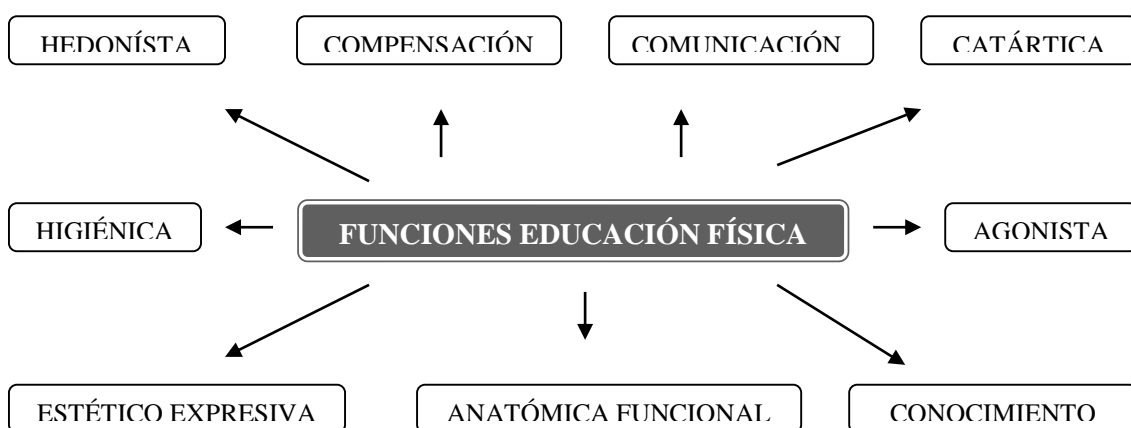 HEDONÍSTA
COMPENSACIÓN
COMUNICACIÓN
CATÁRTICA
HIGIÉNICA
FUNCIONES EDUCACIÓN FÍSICA
AGONISTA
ESTÉTICO EXPRESIVA
ANATÓMICA FUNCIONAL
CONOCIMIENTO